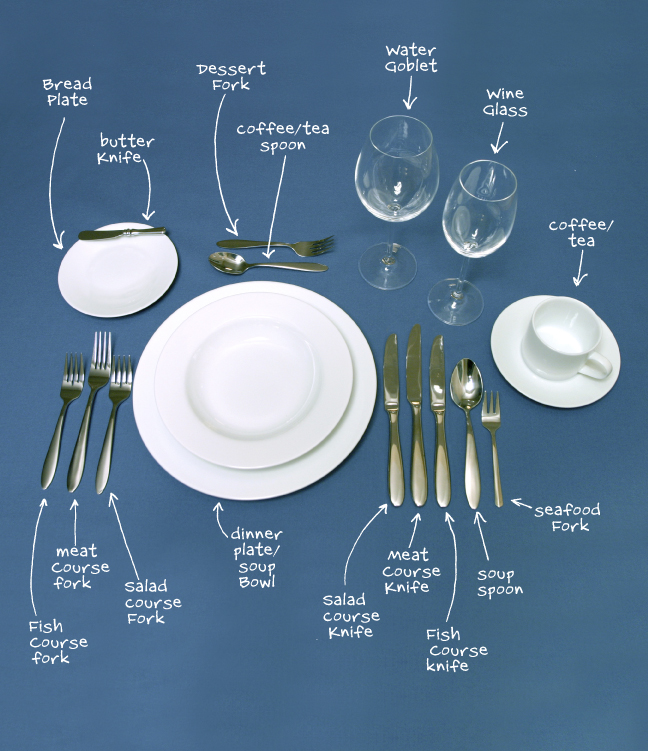 Water
Goblet
Dessert
Fork
Bread
Plate
Wine
Glass
coffee/tea
spoon
butter
Knife
coffee/
tea
seafood
Fork
dinner
plate/
soup
Bowl
meat
course
fork
Meat
Course
Knife
soup
spoon
Salad
course
Fork
Salad
course
Knife
Fish
Course
fork
Fish
Course
knife